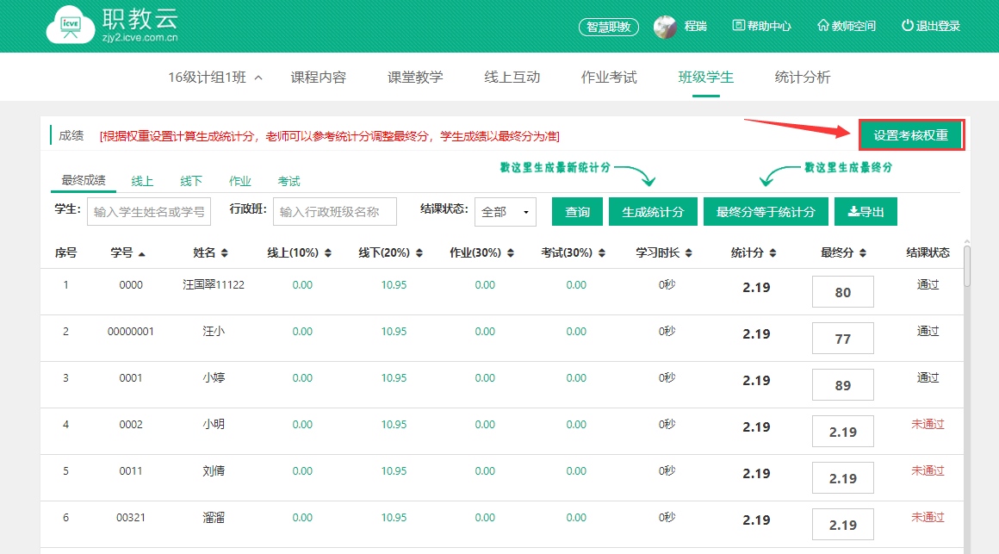 icve
职教云
zjy2.icve.com.cn
智慧职教 程瑞 帮助中心 教师空间 退出登录
16级计组1班 课程内容 课堂教学 线上互动 作业考试 班级学生 统计分析
成绩 [根据权重设置计算生成统计分，老师可以参考统计分调整最终分，学生成绩以最终分为准] 设置考核权重
戳这里生成最新统计分 戳这里生成最终分
最终成绩 线上 线下 作业 考试
学生: 输入学生姓名或学号 行政班: 输入行政班级名称 结课状态: 全部 查询 生成统计分 最终分等于统计分 导出
序号 学号 姓名 线上(10%) 线下(20%) 作业(30%) 考试(30%) 学习时长 统计分 最终分 结课状态
1 0000 汪国翠11122 0.00 10.95 0.00 0.00 0秒 2.19 80 通过
2 00000001 汪小 0.00 10.95 0.00 0.00 0秒 2.19 77 通过
3 0001 小婷 0.00 10.95 0.00 0.00 0秒 2.19 89 通过
4 0002 小明 0.00 10.95 0.00 0.00 0秒 2.19 2.19 未通过
5 0011 刘倩 0.00 10.95 0.00 0.00 0秒 2.19 2.19 未通过
6 00321 溜溜 0.00 10.95 0.00 0.00 0秒 2.19 2.19 未通过